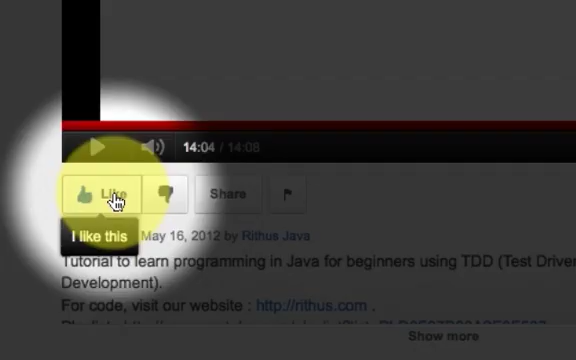 14:04 / 14:08
Like Share
I like this May 16, 2012 by Rithus Java
Tutorial to learn programming in Java for beginners using TDD (Test Driven
Development).
For code, visit our website : http://rithus.com .
Show more